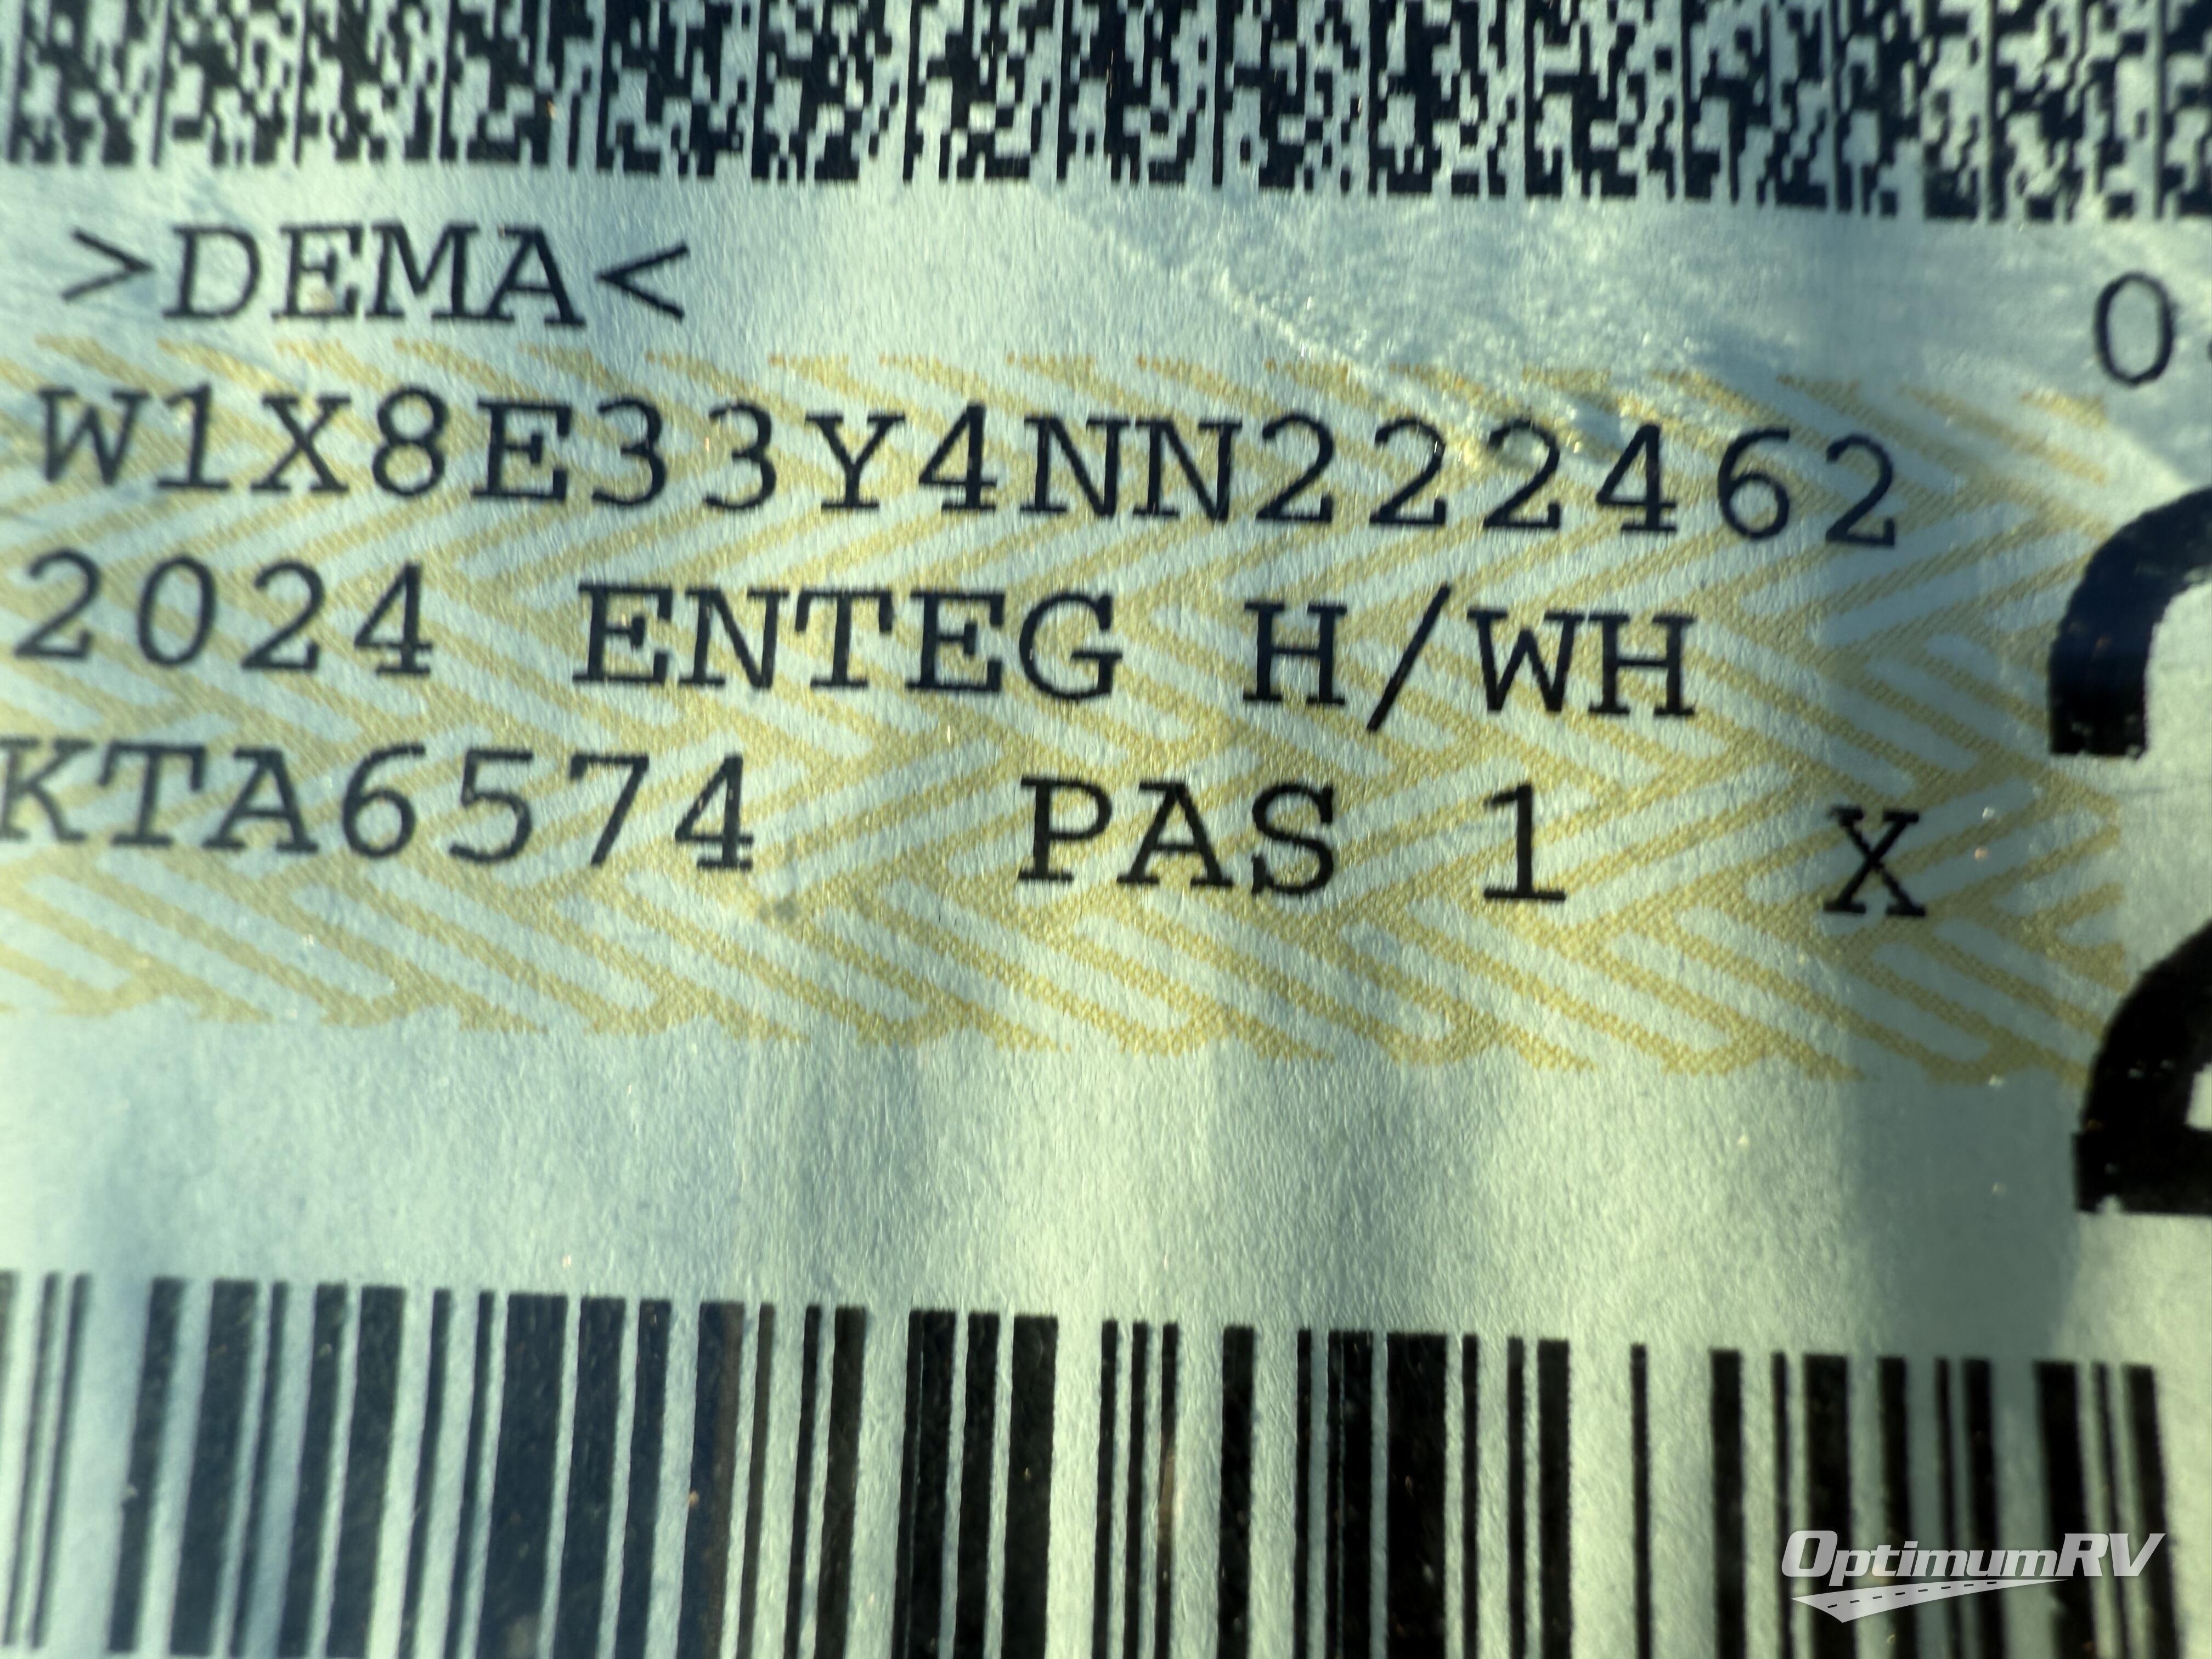 >DEMA<
W1X8E33Y4NN222462
2024 ENTEG H/WH
KTA6574 PAS 1 X
OptimumRV